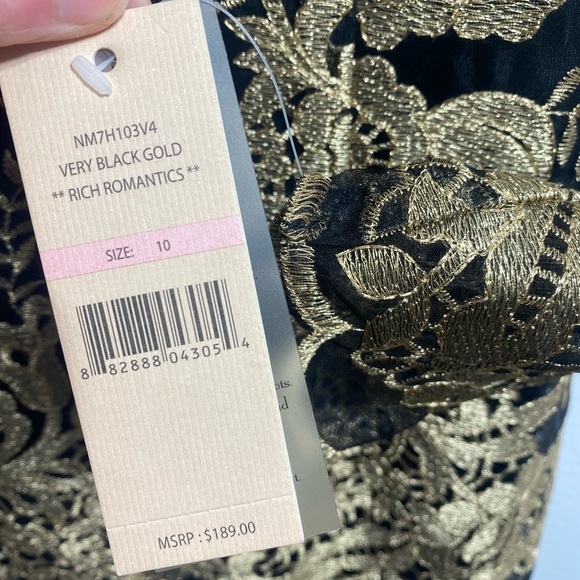 NM7H103V4
VERY BLACK GOLD
** RICH ROMANTICS **
SIZE: 10
8 82888 04305 4
MSRP : $189.00